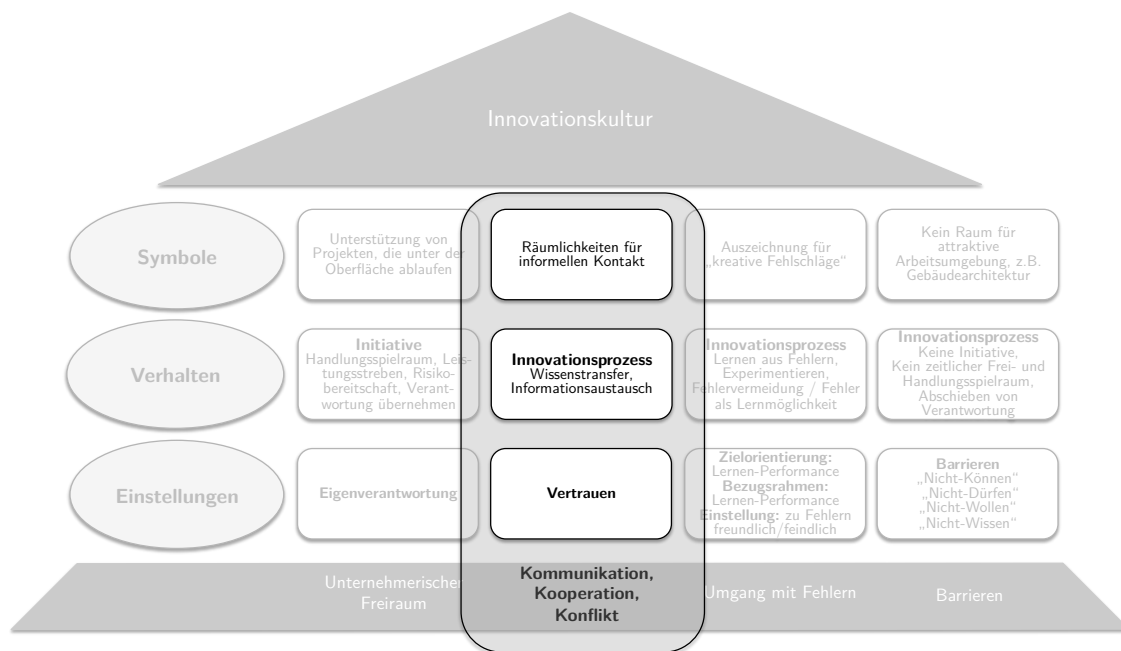 Innovationskultur
Symbole
Unterstützung von
Projekten, die unter der
Oberfläche ablaufen
Räumlichkeiten für
informellen Kontakt
Auszeichnung für
„kreative Fehlschläge“
Kein Raum für
attraktive
Arbeitsumgebung, z.B.
Gebäudearchitektur
Verhalten
Initiative
Handlungsspielraum, Leis-
tungsstreben, Risiko-
bereitschaft, Verant-
wortung übernehmen
Innovationsprozess
Wissenstransfer,
Informationsaustausch
Innovationsprozess
Lernen aus Fehlern,
Experimentieren,
Fehlervermeidung / Fehler
als Lernmöglichkeit
Innovationsprozess
Keine Initiative,
Kein zeitlicher Frei- und
Handlungsspielraum,
Abschieben von
Verantwortung
Einstellungen
Eigenverantwortung
Vertrauen
Zielorientierung:
Lernen-Performance
Bezugsrahmen:
Lernen-Performance
Einstellung: zu Fehlern
freundlich/feindlich
Barrieren
„Nicht-Können“
„Nicht-Dürfen“
„Nicht-Wollen“
„Nicht-Wissen“
Unternehmerischer
Freiraum
Kommunikation,
Kooperation,
Konflikt
Umgang mit Fehlern
Barrieren